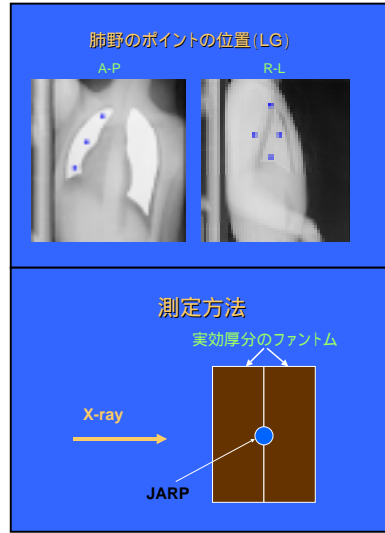 肺野のポイントの位置(LG)
A-P
R-L
測定方法
実効厚分のファントム
X-ray
JARP